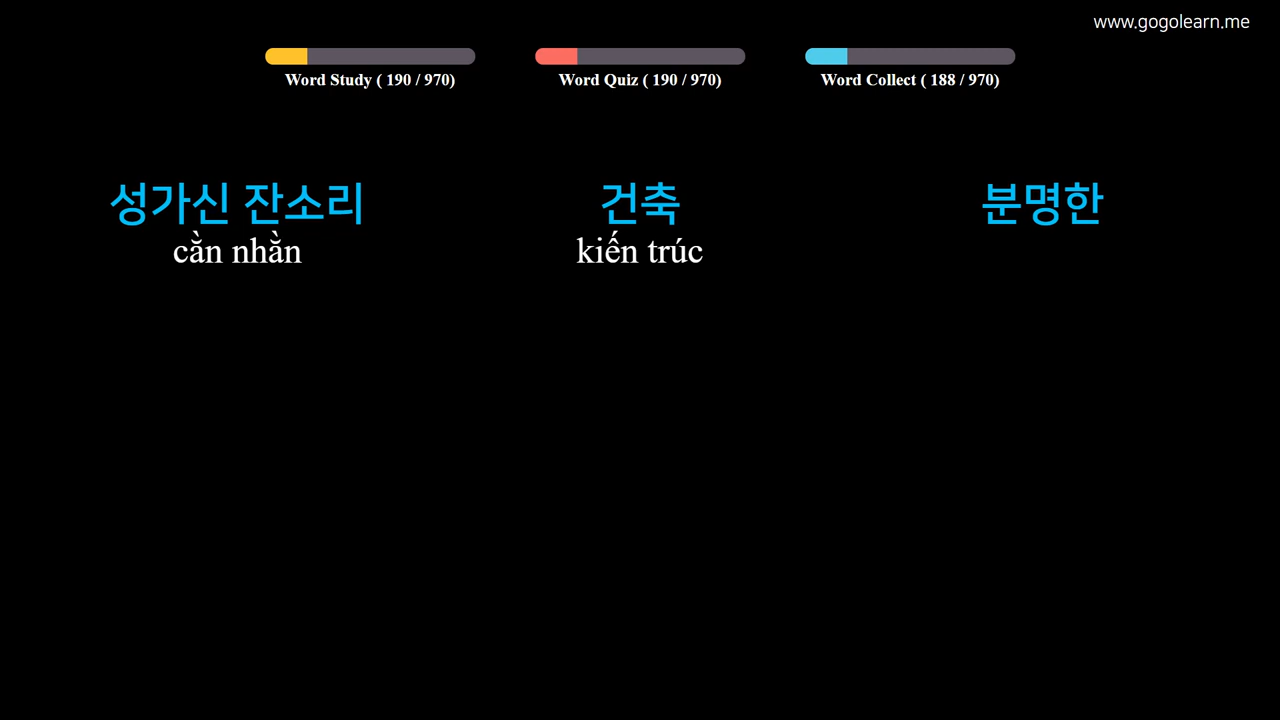 www.gogolearn.me
Word Study ( 190 / 970)
Word Quiz ( 190 / 970)
Word Collect ( 188 / 970)
성가신 잔소리
cằn nhằn
건축
kiến trúc
분명한